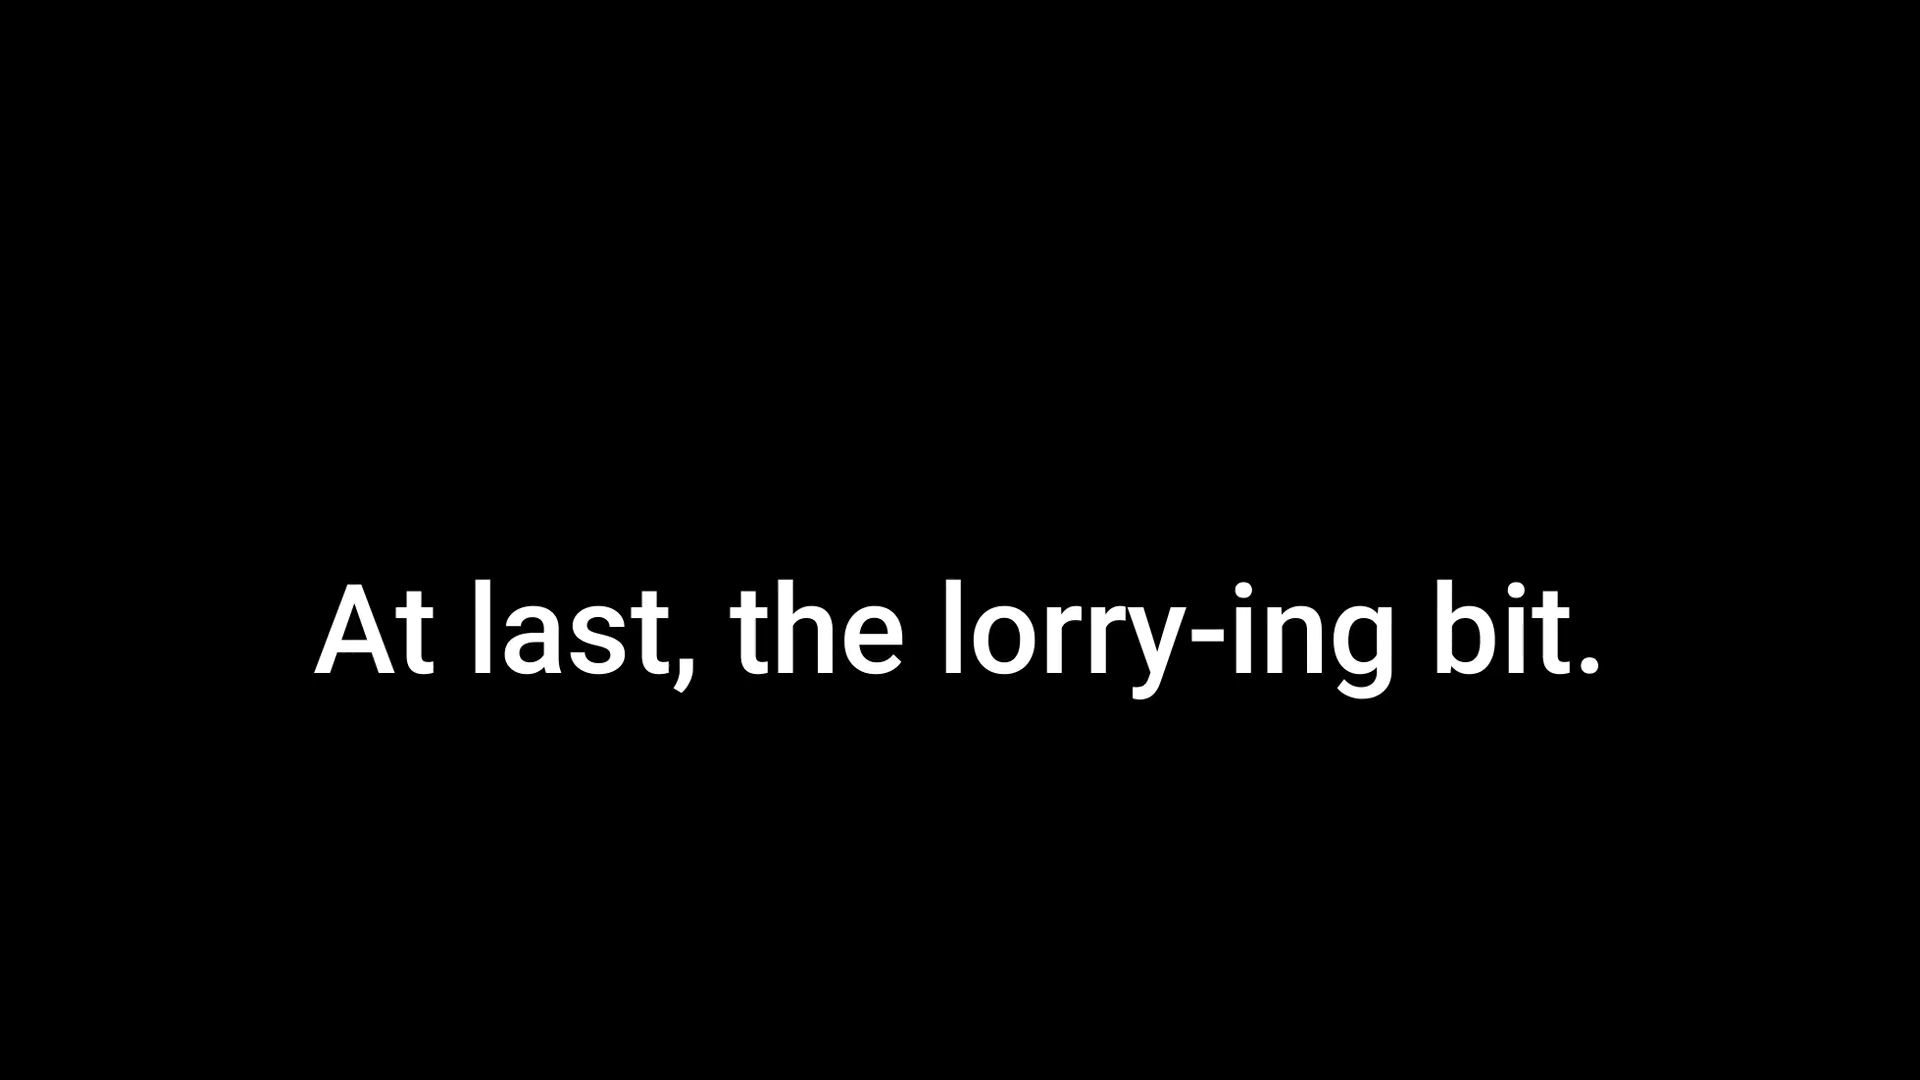 At last, the lorry-ing bit.